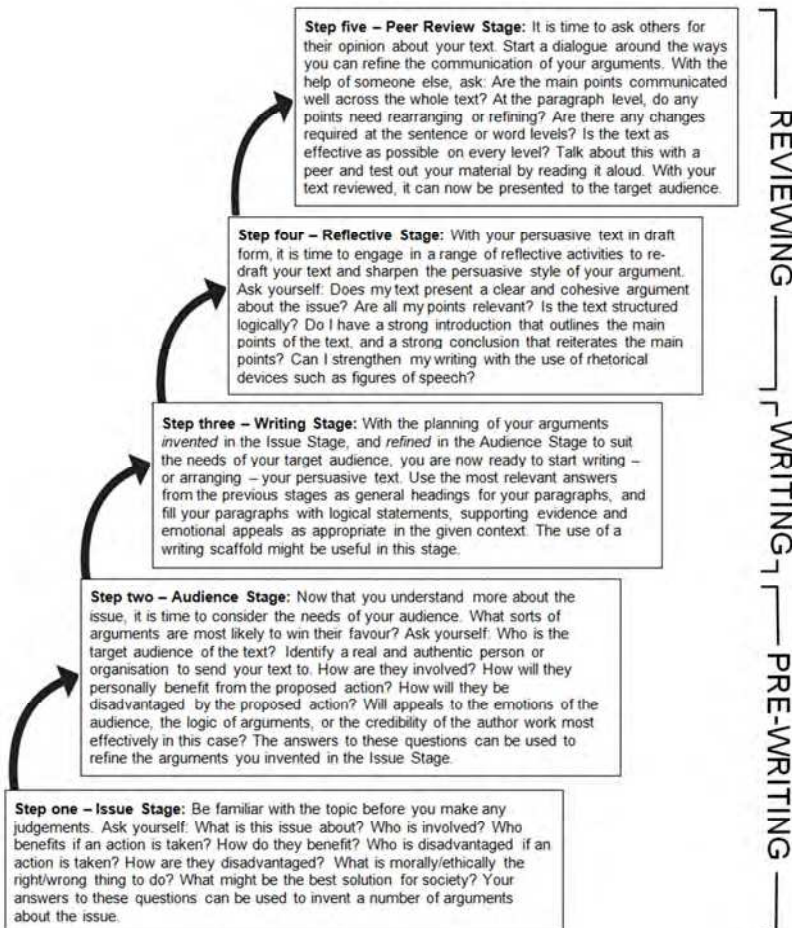 Step five – Peer Review Stage: It is time to ask others for
their opinion about your text. Start a dialogue around the ways
you can refine the communication of your arguments. With the
help of someone else, ask: Are the main points communicated
well across the whole text? At the paragraph level, do any
points need rearranging or refining? Are there any changes
required at the sentence or word levels? Is the text as
effective as possible on every level? Talk about this with a
peer and test out your material by reading it aloud. With your
text reviewed, it can now be presented to the target audience.
Step four – Reflective Stage: With your persuasive text in draft
form, it is time to engage in a range of reflective activities to re-
draft your text and sharpen the persuasive style of your argument.
Ask yourself: Does my text present a clear and cohesive argument
about the issue? Are all my points relevant? Is the text structured
logically? Do I have a strong introduction that outlines the main
points of the text, and a strong conclusion that reiterates the main
points? Can I strengthen my writing with the use of rhetorical
devices such as figures of speech?
REVIEWING
Step three – Writing Stage: With the planning of your arguments
invented in the Issue Stage, and refined in the Audience Stage to suit
the needs of your target audience, you are now ready to start writing –
or arranging – your persuasive text. Use the most relevant answers
from the previous stages as general headings for your paragraphs, and
fill your paragraphs with logical statements, supporting evidence and
emotional appeals as appropriate in the given context. The use of a
writing scaffold might be useful in this stage.
WRITING
Step two – Audience Stage: Now that you understand more about the
issue, it is time to consider the needs of your audience. What sorts of
arguments are most likely to win their favour? Ask yourself: Who is the
target audience of the text? Identify a real and authentic person or
organisation to send your text to. How are they involved? How will they
personally benefit from the proposed action? How will they be
disadvantaged by the proposed action? Will appeals to the emotions of the
audience, the logic of arguments, or the credibility of the author work most
effectively in this case? The answers to these questions can be used to
refine the arguments you invented in the Issue Stage.
Step one – Issue Stage: Be familiar with the topic before you make any
judgements. Ask yourself: What is this issue about? Who is involved? Who
benefits if an action is taken? How do they benefit? Who is disadvantaged if an
action is taken? How are they disadvantaged? What is morally/ethically the
right/wrong thing to do? What might be the best solution for society? Your
answers to these questions can be used to invent a number of arguments
about the issue.
PRE-WRITING